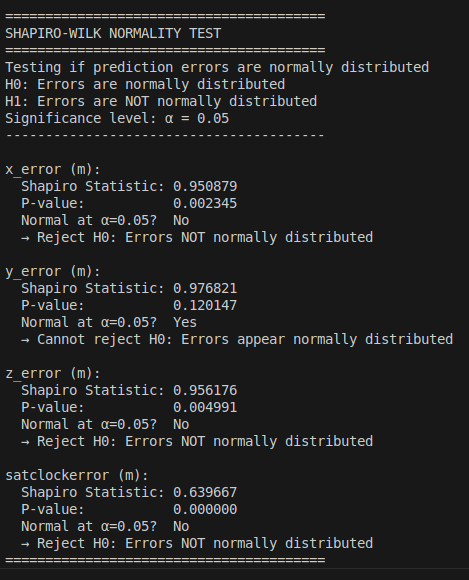 ========================================
SHAPIRO-WILK NORMALITY TEST
========================================
Testing if prediction errors are normally distributed
H0: Errors are normally distributed
H1: Errors are NOT normally distributed
Significance level: α = 0.05
----------------------------------------

x_error (m):
  Shapiro Statistic: 0.950879
  P-value:           0.002345
  Normal at α=0.05?  No
  → Reject H0: Errors NOT normally distributed

y_error (m):
  Shapiro Statistic: 0.976821
  P-value:           0.120147
  Normal at α=0.05?  Yes
  → Cannot reject H0: Errors appear normally distributed

z_error (m):
  Shapiro Statistic: 0.956176
  P-value:           0.004991
  Normal at α=0.05?  No
  → Reject H0: Errors NOT normally distributed

satclockerror (m):
  Shapiro Statistic: 0.639667
  P-value:           0.000000
  Normal at α=0.05?  No
  → Reject H0: Errors NOT normally distributed
========================================